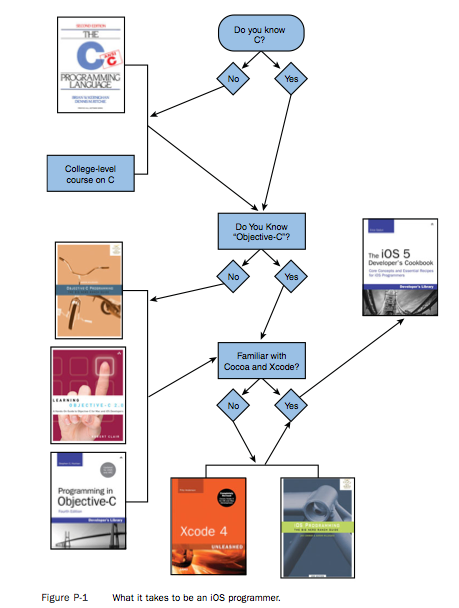 Do you know
C?
No
Yes
SECOND EDITION
THE
C
PROGRAMMING
LANGUAGE
BRIAN W. KERNIGHAN
DENNIS M. RITCHIE
College-level
course on C
Do You Know
"Objective-C"?
No
Yes
OBJECTIVE-C PROGRAMMING
The iOS 5
Developer's Cookbook
Core Concepts and Essential Recipes
for iOS Programmers
Developer's Library
LEARNING
OBJECTIVE-C 2.0
ROBERT CLAIR
Familiar with
Cocoa and Xcode?
No
Yes
Programming in
Objective-C
Fourth Edition
Developer's Library
Xcode 4
UNLEASHED
iOS PROGRAMMING
THE BIG NERD RANCH GUIDE
Figure P-1 What it takes to be an iOS programmer.